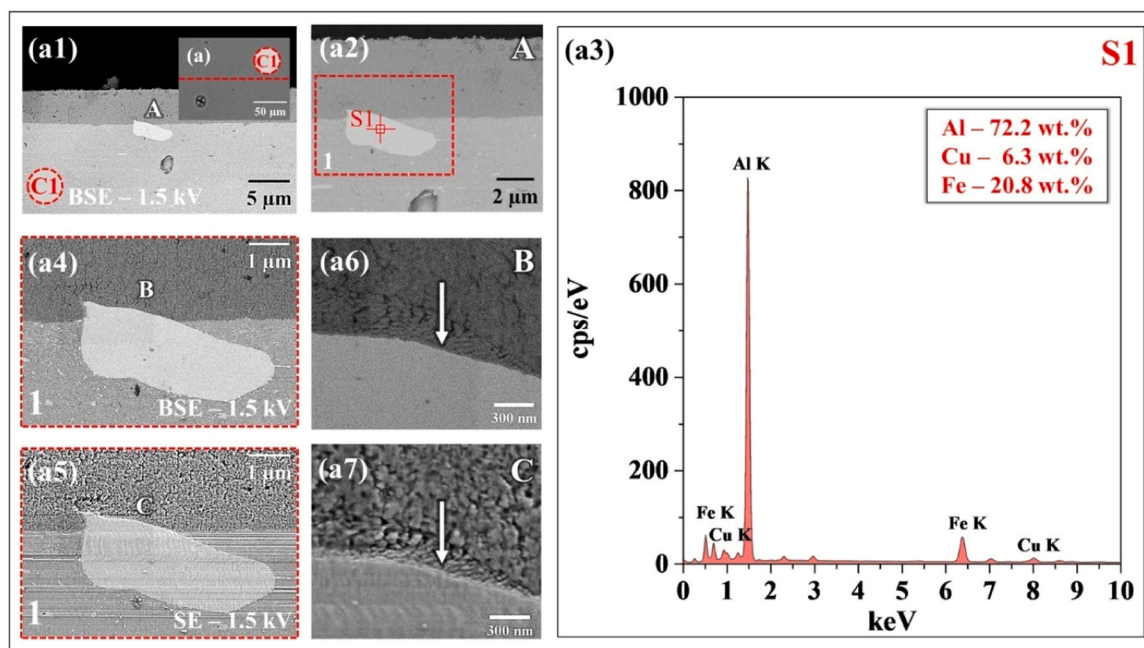 (a1)
(a)
C1
50 µm
A
C1
BSE – 1.5 kV
5 µm
(a2)
A
S1
1
2 µm
(a3)
S1
1000
800
600
400
200
0
cps/eV
Al – 72.2 wt.%
Cu – 6.3 wt.%
Fe – 20.8 wt.%
Al K
Fe K
Cu K
Fe K
Cu K
0 1 2 3 4 5 6 7 8 9 10
keV
(a4)
1 µm
B
1
BSE – 1.5 kV
(a6)
B
300 nm
(a5)
1 µm
C
1
SE – 1.5 kV
(a7)
C
300 nm